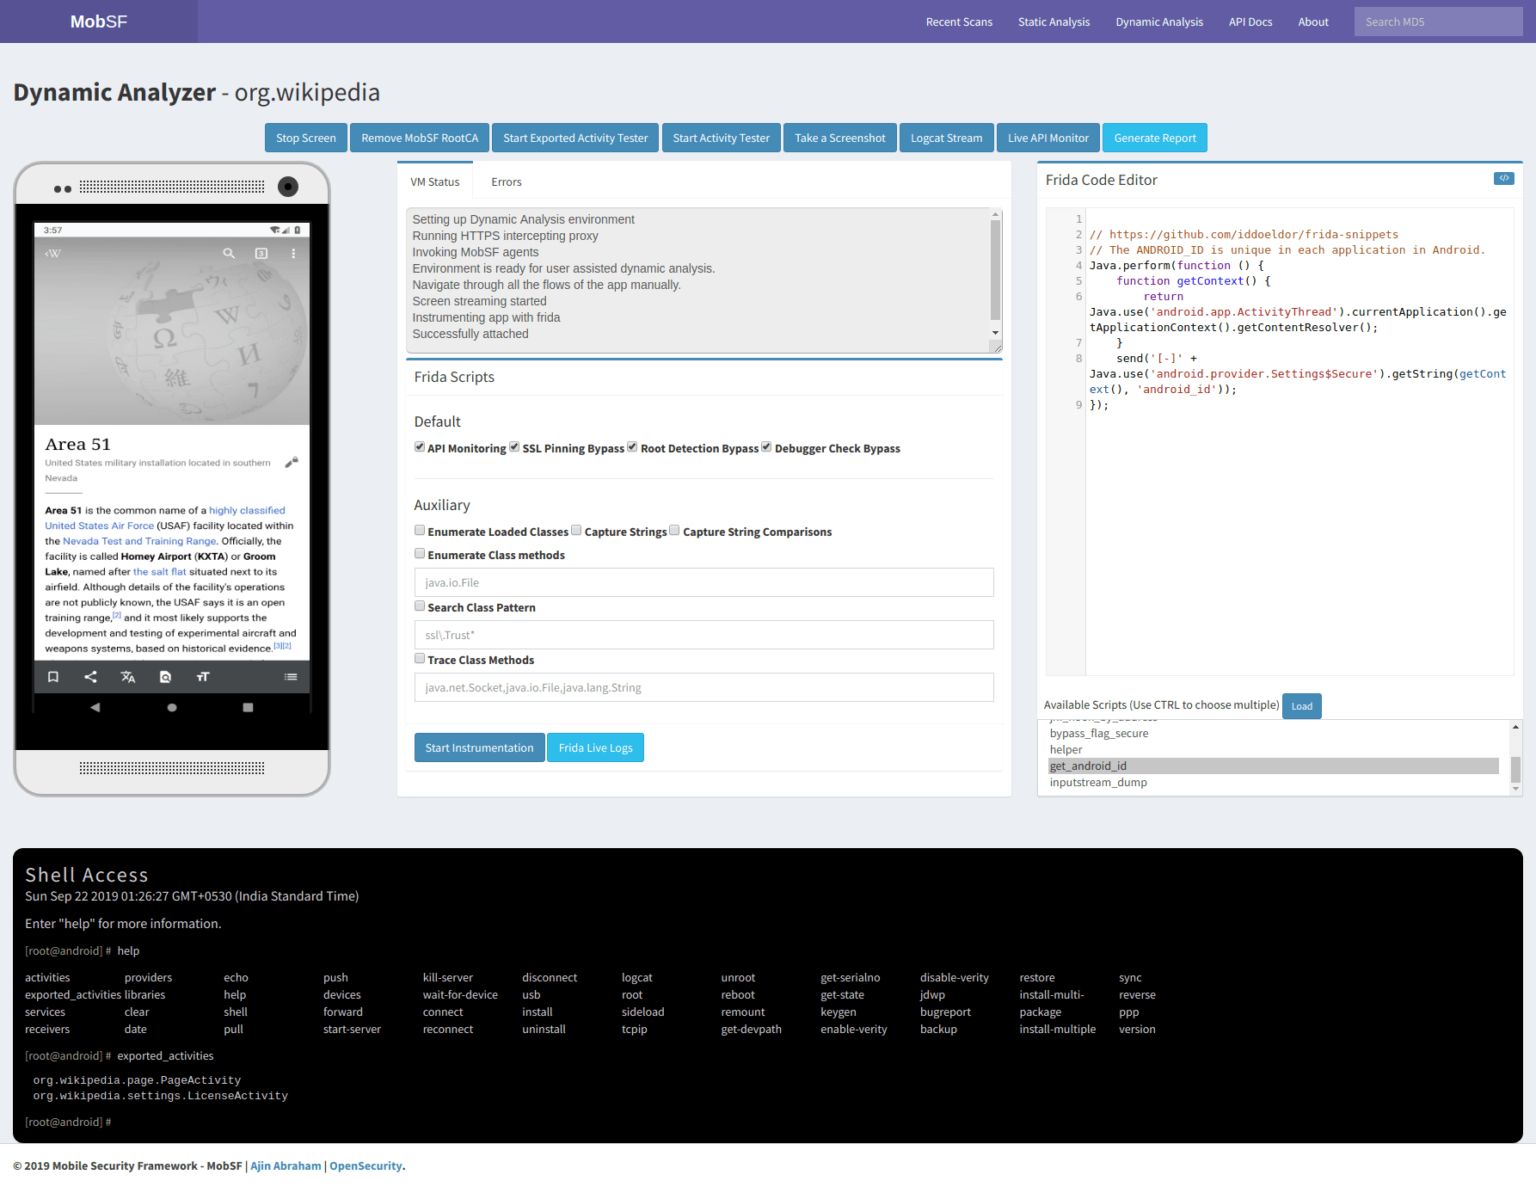 MobSF
Recent Scans
Static Analysis
Dynamic Analysis
API Docs
About
Search MD5
Dynamic Analyzer - org.wikipedia
Stop Screen
Remove MobSF RootCA
Start Exported Activity Tester
Start Activity Tester
Take a Screenshot
Logcat Stream
Live API Monitor
Generate Report
3:57
W
3
Ω
W
И
維
7
Area 51
United States military installation located in southern
Nevada
Area 51 is the common name of a highly classified
United States Air Force (USAF) facility located within
the Nevada Test and Training Range. Officially, the
facility is called Homey Airport (KXTA) or Groom
Lake, named after the salt flat situated next to its
airfield. Although details of the facility's operations
are not publicly known, the USAF says it is an open
training range,[2] and it most likely supports the
development and testing of experimental aircraft and
weapons systems, based on historical evidence.[3][2]
VM Status
Errors
Setting up Dynamic Analysis environment
Running HTTPS intercepting proxy
Invoking MobSF agents
Environment is ready for user assisted dynamic analysis.
Navigate through all the flows of the app manually.
Screen streaming started
Instrumenting app with frida
Successfully attached
Frida Scripts
Default
API Monitoring SSL Pinning Bypass Root Detection Bypass Debugger Check Bypass
Auxiliary
Enumerate Loaded Classes Capture Strings Capture String Comparisons
Enumerate Class methods
java.io.File
Search Class Pattern
ssl\.Trust*
Trace Class Methods
java.net.Socket,java.io.File,java.lang.String
Start Instrumentation
Frida Live Logs
Frida Code Editor
</>
1
2 // https://github.com/iddoeldor/frida-snippets
3 // The ANDROID_ID is unique in each application in Android.
4 Java.perform(function () {
5 function getContext() {
6 return
Java.use('android.app.ActivityThread').currentApplication().ge
tApplicationContext().getContentResolver();
7 }
8 send('[-]' +
Java.use('android.provider.Settings$Secure').getString(getCont
ext(), 'android_id'));
9 });
Available Scripts (Use CTRL to choose multiple)
Load
bypass_flag_secure
helper
get_android_id
inputstream_dump
Shell Access
Sun Sep 22 2019 01:26:27 GMT+0530 (India Standard Time)
Enter "help" for more information.
[root@android] # help
activities providers echo push kill-server disconnect logcat unroot get-serialno disable-verity restore sync
exported_activities libraries help devices wait-for-device usb root reboot get-state jdwp install-multi- reverse
services clear shell forward connect install sideload remount keygen bugreport package ppp
receivers date pull start-server reconnect uninstall tcpip get-devpath enable-verity backup install-multiple version
[root@android] # exported_activities
org.wikipedia.page.PageActivity
org.wikipedia.settings.LicenseActivity
[root@android] #
© 2019 Mobile Security Framework - MobSF | Ajin Abraham | OpenSecurity.